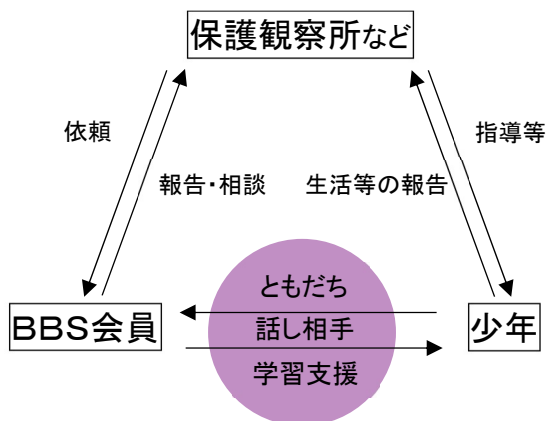 保護観察所など
依頼
指導等
報告・相談
生活等の報告
ともだち
BBS会員
話し相手
少年
学習支援